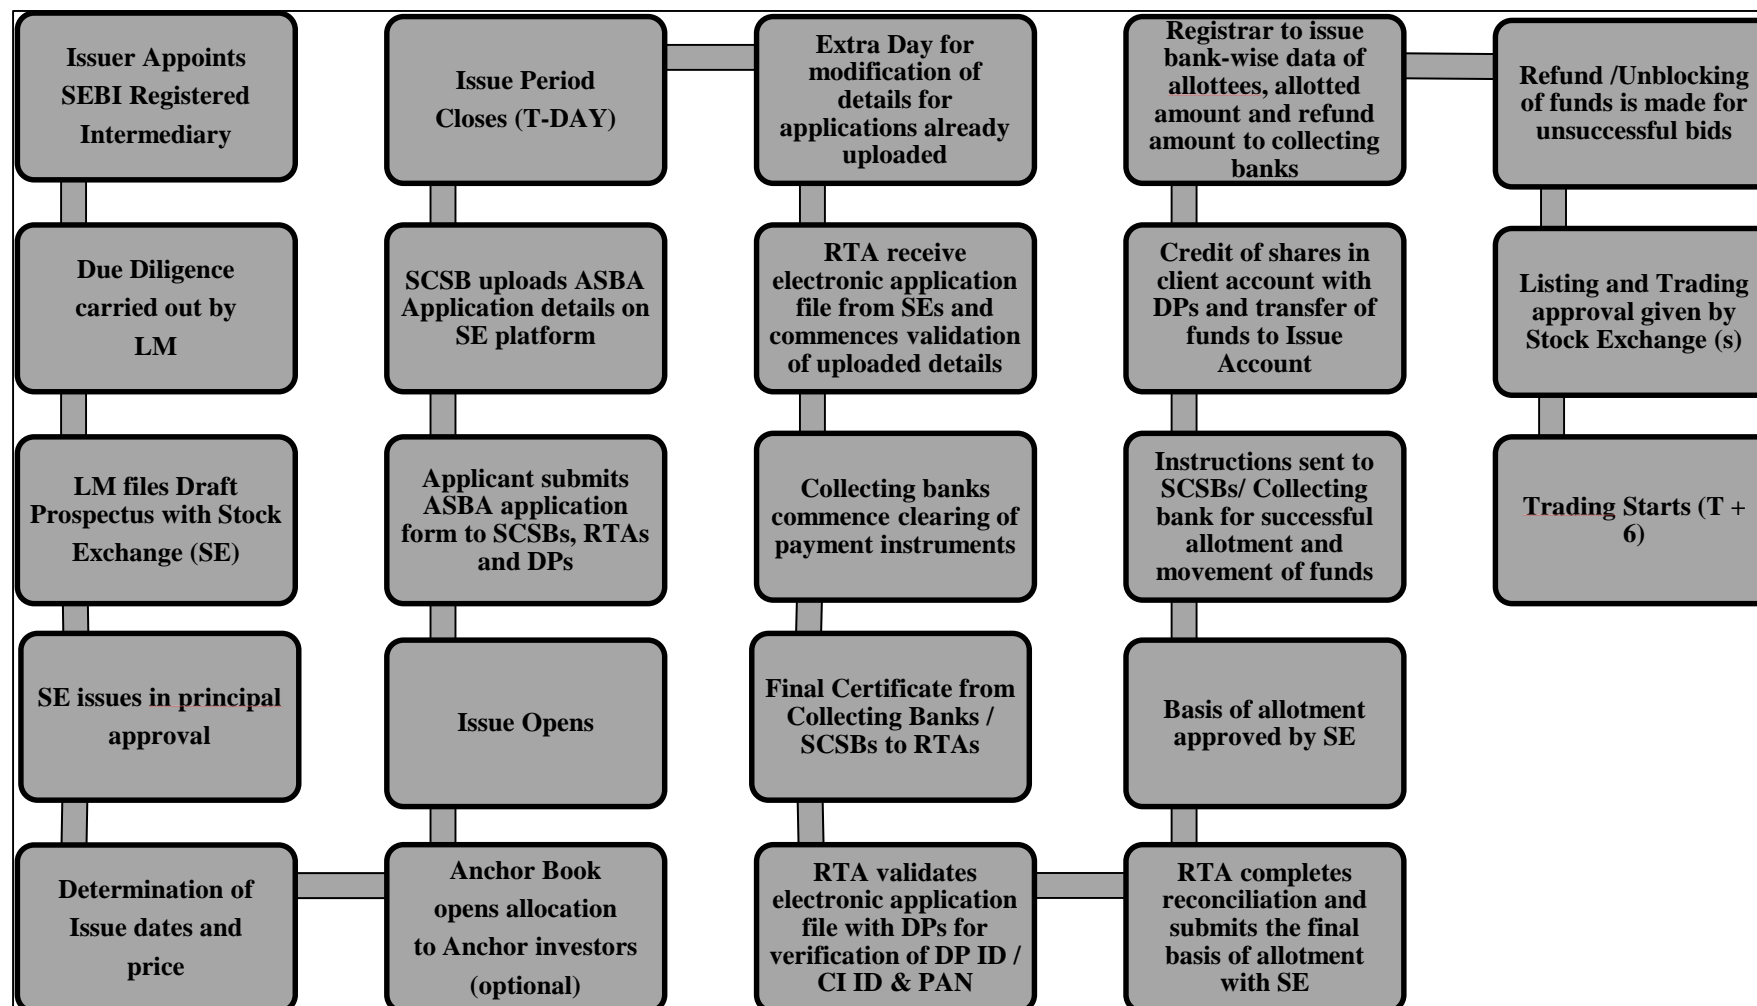 Issuer Appoints
SEBI Registered
Intermediary
Due Diligence
carried out by
LM
LM files Draft
Prospectus with Stock
Exchange (SE)
SE issues in principal
approval
Determination of
Issue dates and
price
Anchor Book
opens allocation
to Anchor investors
(optional)
Issue Opens
Applicant submits
ASBA application
form to SCSBs, RTAs
and DPs
SCSB uploads ASBA
Application details on
SE platform
Issue Period
Closes (T-DAY)
Extra Day for
modification of
details for
applications already
uploaded
RTA receive
electronic application
file from SEs and
commences validation
of uploaded details
Collecting banks
commence clearing of
payment instruments
Final Certificate from
Collecting Banks /
SCSBs to RTAs
RTA validates
electronic application
file with DPs for
verification of DP ID /
CI ID & PAN
RTA completes
reconciliation and
submits the final
basis of allotment
with SE
Basis of allotment
approved by SE
Instructions sent to
SCSBs/ Collecting
bank for successful
allotment and
movement of funds
Credit of shares in
client account with
DPs and transfer of
funds to Issue
Account
Registrar to issue
bank-wise data of
allottees, allotted
amount and refund
amount to collecting
banks
Refund /Unblocking
of funds is made for
unsuccessful bids
Listing and Trading
approval given by
Stock Exchange (s)
Trading Starts (T +
6)